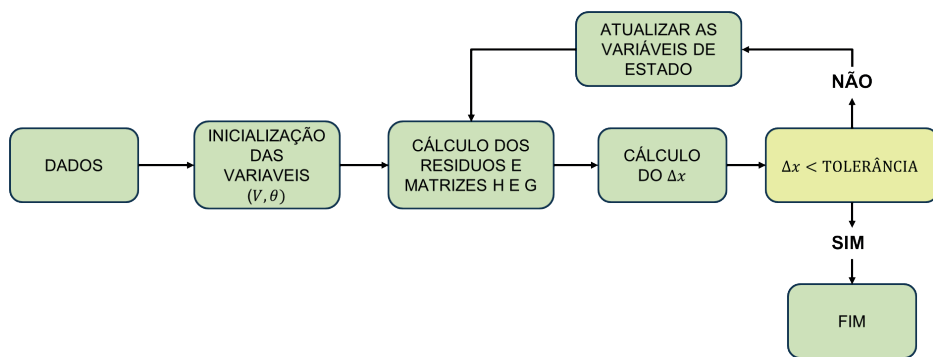 ATUALIZAR AS
VARIÁVEIS DE
ESTADO
NÃO
DADOS
INICIALIZAÇÃO
DAS
VARIAVEIS
(V, θ)
CÁLCULO DOS
RESIDUOS E
MATRIZES H E G
CÁLCULO
DO Δx
Δx < TOLERÂNCIA
SIM
FIM